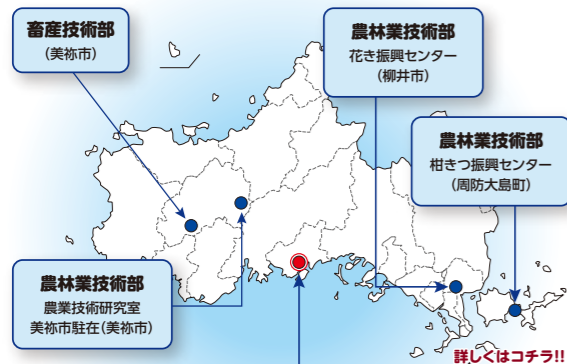 畜産技術部
(美祢市)
農林業技術部
花き振興センター
(柳井市)
農林業技術部
柑きつ振興センター
(周防大島町)
農林業技術部
農業技術研究室
美祢市駐在(美祢市)
詳しくはコチラ!!